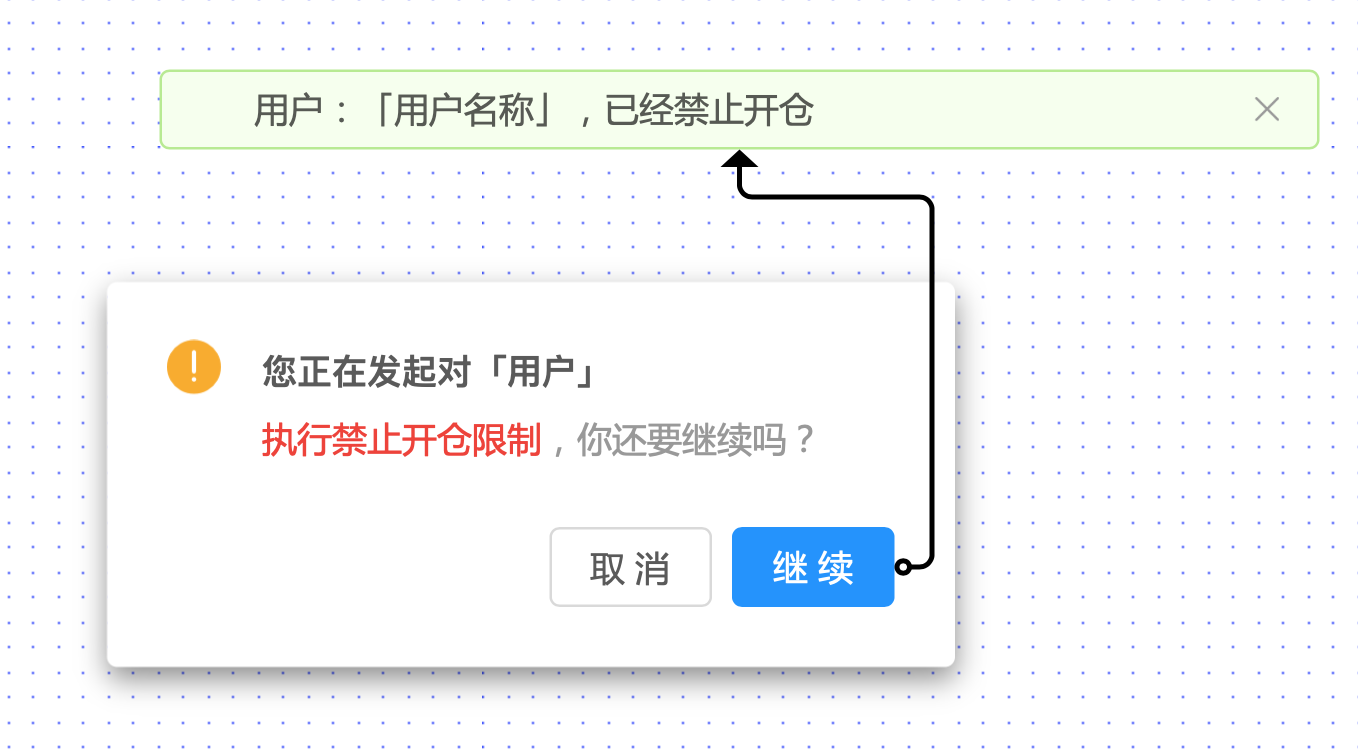 用户：「用户名称」，已经禁止开仓
您正在发起对「用户」
执行禁止开仓限制，你还要继续吗？
取 消
继 续